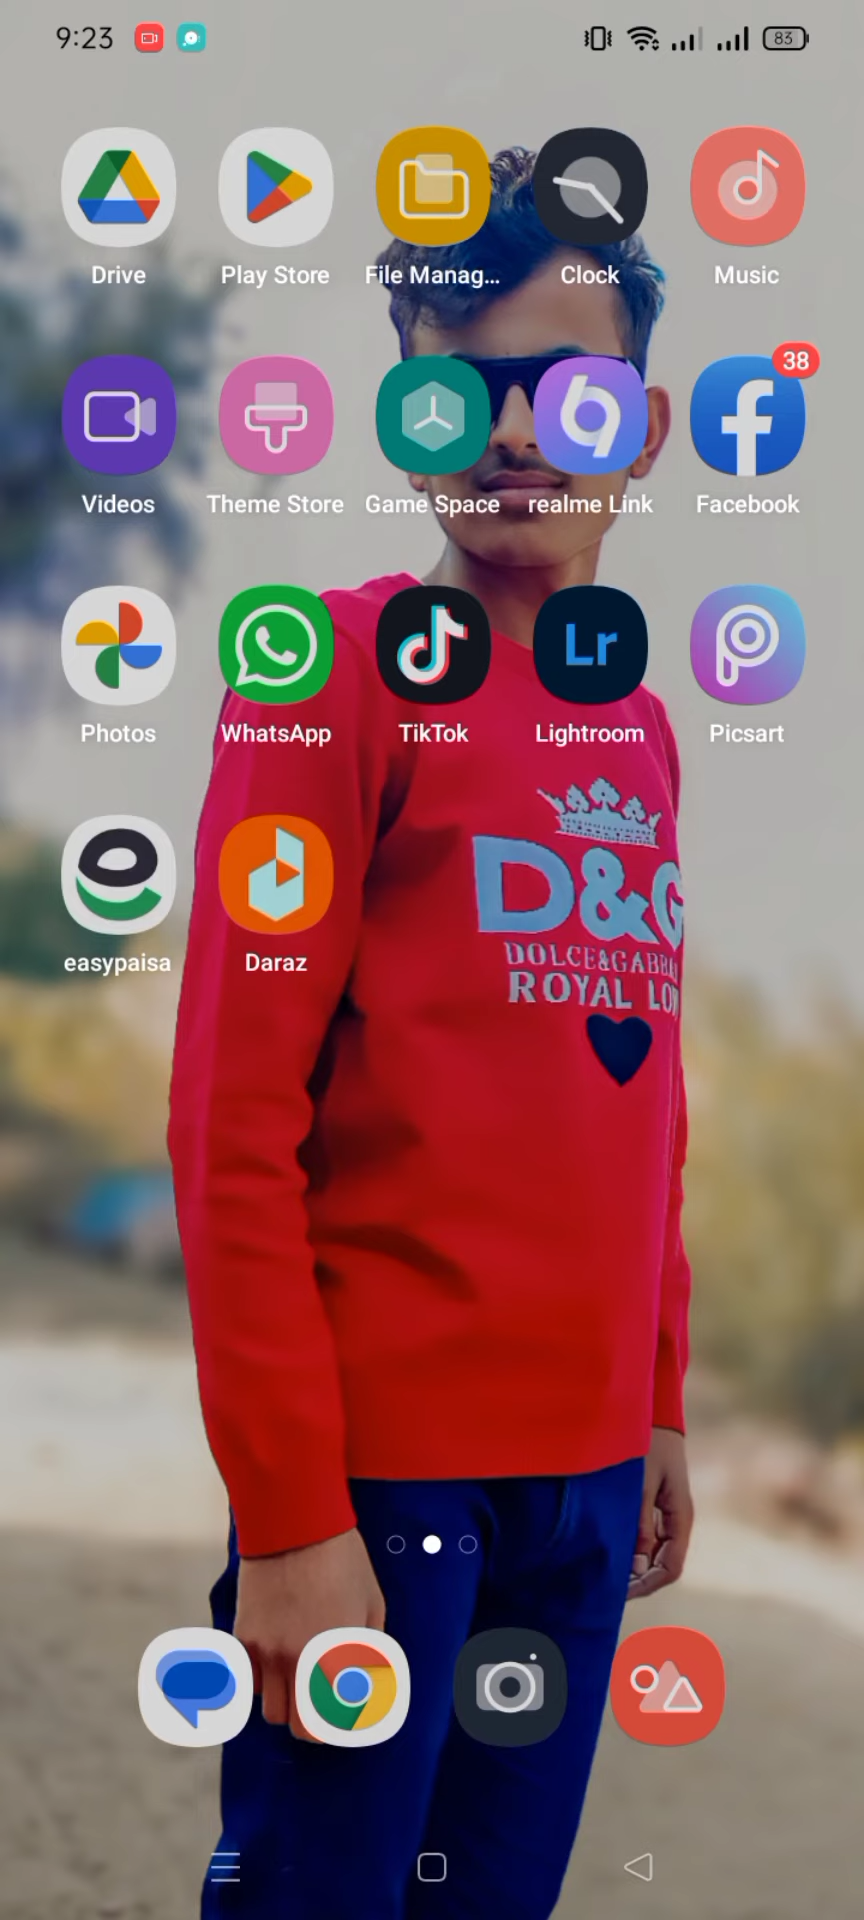 9:23
83
Drive
Play Store
File Manag...
Clock
Music
38
Videos
Theme Store
Game Space
realme Link
Facebook
Photos
WhatsApp
TikTok
Lr
Lightroom
Picsart
D&G
DOLCE&GABBA
ROYAL LO
easypaisa
Daraz